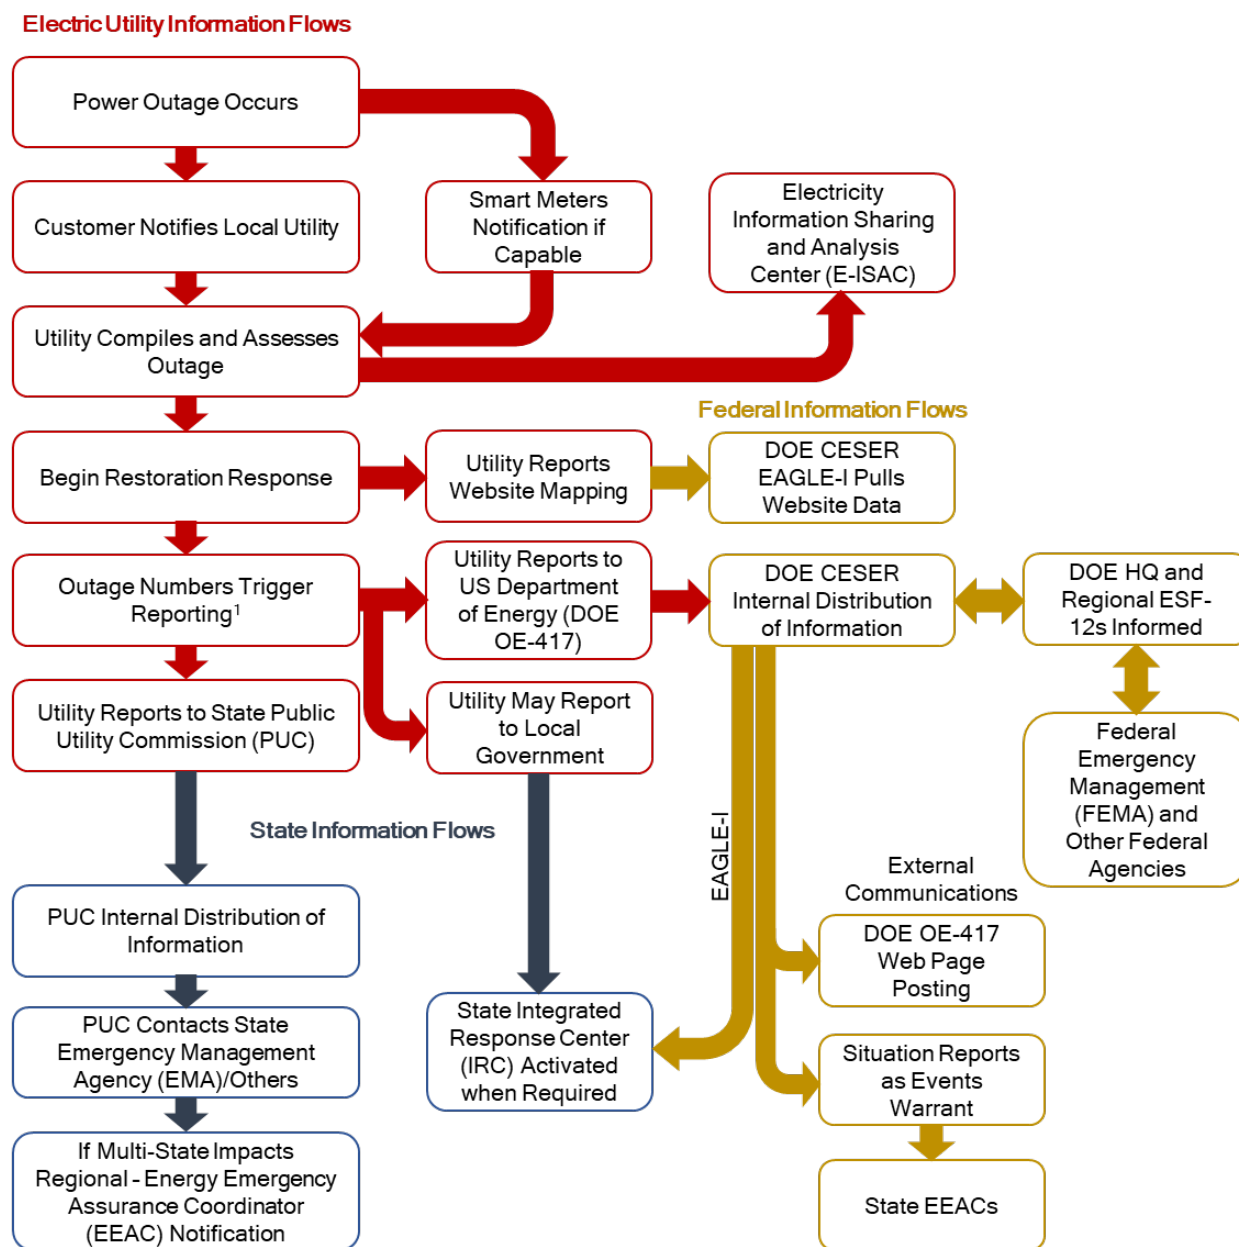 Electric Utility Information Flows
Power Outage Occurs
Customer Notifies Local Utility
Smart Meters
Notification if
Capable
Electricity
Information Sharing
and Analysis
Center (E-ISAC)
Utility Compiles and Assesses
Outage
Federal Information Flows
Begin Restoration Response
Utility Reports
Website Mapping
DOE CESER
EAGLE-I Pulls
Website Data
Outage Numbers Trigger
Reporting¹
Utility Reports to
US Department
of Energy (DOE
OE-417)
DOE CESER
Internal Distribution
of Information
DOE HQ and
Regional ESF-
12s Informed
Utility Reports to State Public
Utility Commission (PUC)
Utility May Report
to Local
Government
Federal
Emergency
Management
(FEMA) and
Other Federal
Agencies
State Information Flows
EAGLE-I
External
Communications
PUC Internal Distribution of
Information
DOE OE-417
Web Page
Posting
PUC Contacts State
Emergency Management
Agency (EMA)/Others
State Integrated
Response Center
(IRC) Activated
when Required
Situation Reports
as Events
Warrant
If Multi-State Impacts
Regional - Energy Emergency
Assurance Coordinator
(EEAC) Notification
State EEACs